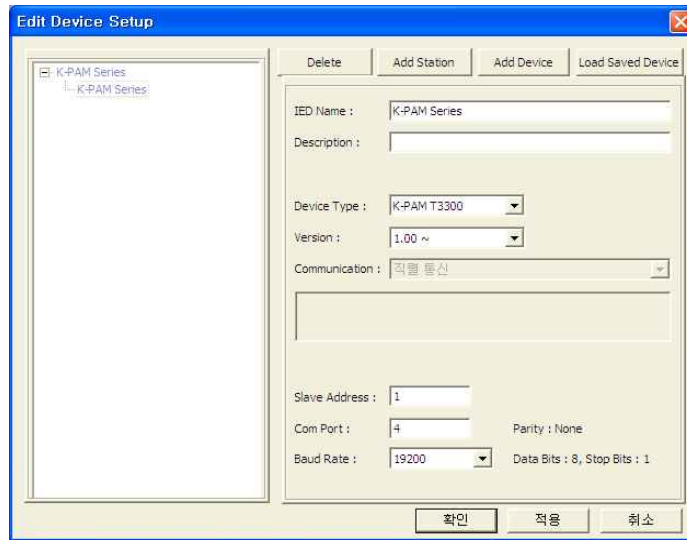 Edit Device Setup
K-PAM Series
K-PAM Series
Delete
Add Station
Add Device
Load Saved Device
IED Name :
K-PAM Series
Description :
Device Type :
K-PAM T3300
Version :
1.00 ~
Communication :
직렬 통신
Slave Address :
1
Com Port :
4
Parity : None
Baud Rate :
19200
Data Bits : 8, Stop Bits : 1
확인
적용
취소